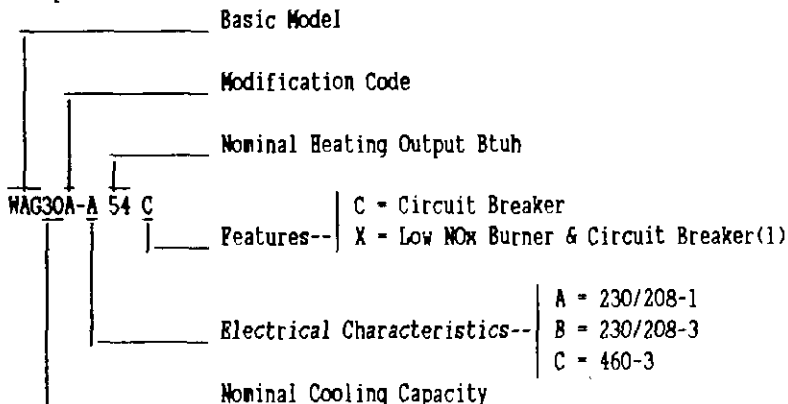 Basic Model
Modification Code
Nominal Heating Output Btuh
WAG30A-A 54 C
C = Circuit Breaker
Features--
X = Low NOx Burner & Circuit Breaker(1)
A = 230/208-1
Electrical Characteristics--
B = 230/208-3
C = 460-3
Nominal Cooling Capacity